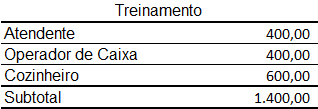 Treinamento
Atendente 400,00
Operador de Caixa 400,00
Cozinheiro 600,00
Subtotal 1.400,00